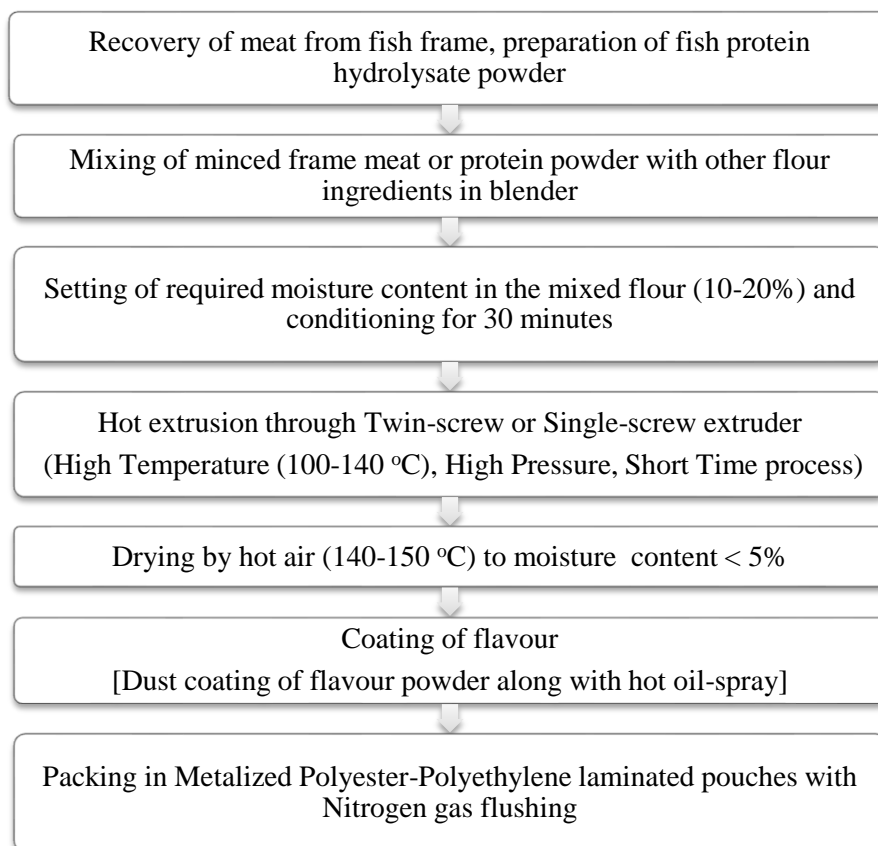 Recovery of meat from fish frame, preparation of fish protein
hydrolysate powder
Mixing of minced frame meat or protein powder with other flour
ingredients in blender
Setting of required moisture content in the mixed flour (10-20%) and
conditioning for 30 minutes
Hot extrusion through Twin-screw or Single-screw extruder
(High Temperature (100-140 °C), High Pressure, Short Time process)
Drying by hot air (140-150 °C) to moisture content < 5%
Coating of flavour
[Dust coating of flavour powder along with hot oil-spray]
Packing in Metalized Polyester-Polyethylene laminated pouches with
Nitrogen gas flushing